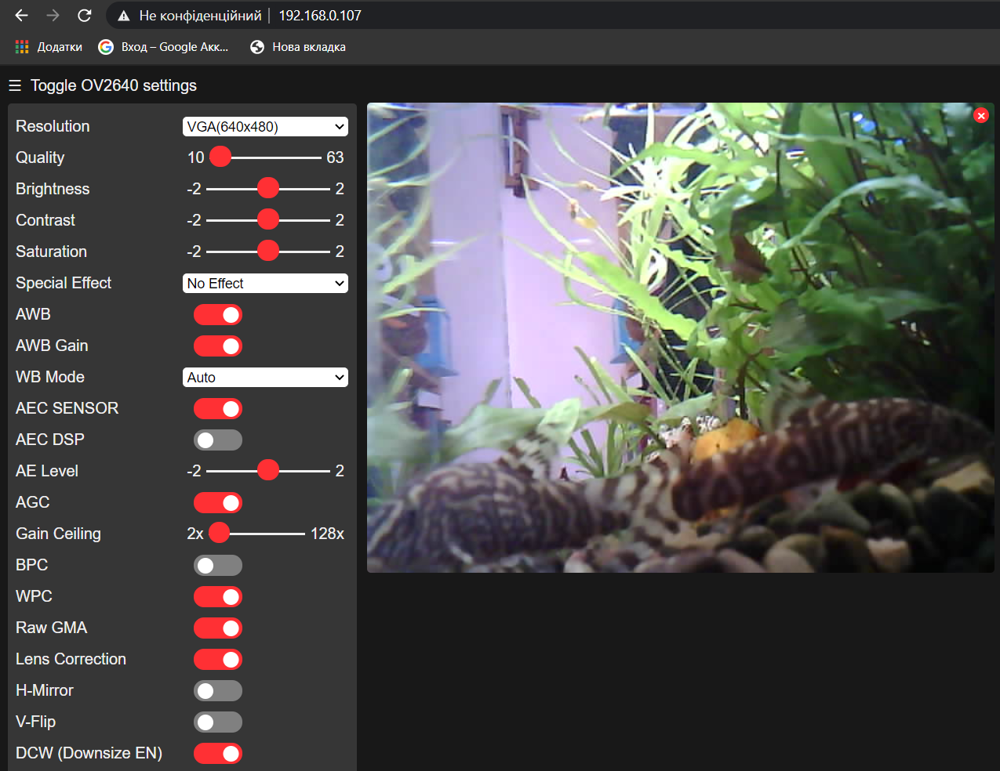 Не конфіденційний | 192.168.0.107
Додатки Вход – Google Акк... Нова вкладка
☰ Toggle OV2640 settings
Resolution VGA(640x480)
Quality 10 63
Brightness -2 2
Contrast -2 2
Saturation -2 2
Special Effect No Effect
AWB
AWB Gain
WB Mode Auto
AEC SENSOR
AEC DSP
AE Level -2 2
AGC
Gain Ceiling 2x 128x
BPC
WPC
Raw GMA
Lens Correction
H-Mirror
V-Flip
DCW (Downsize EN)